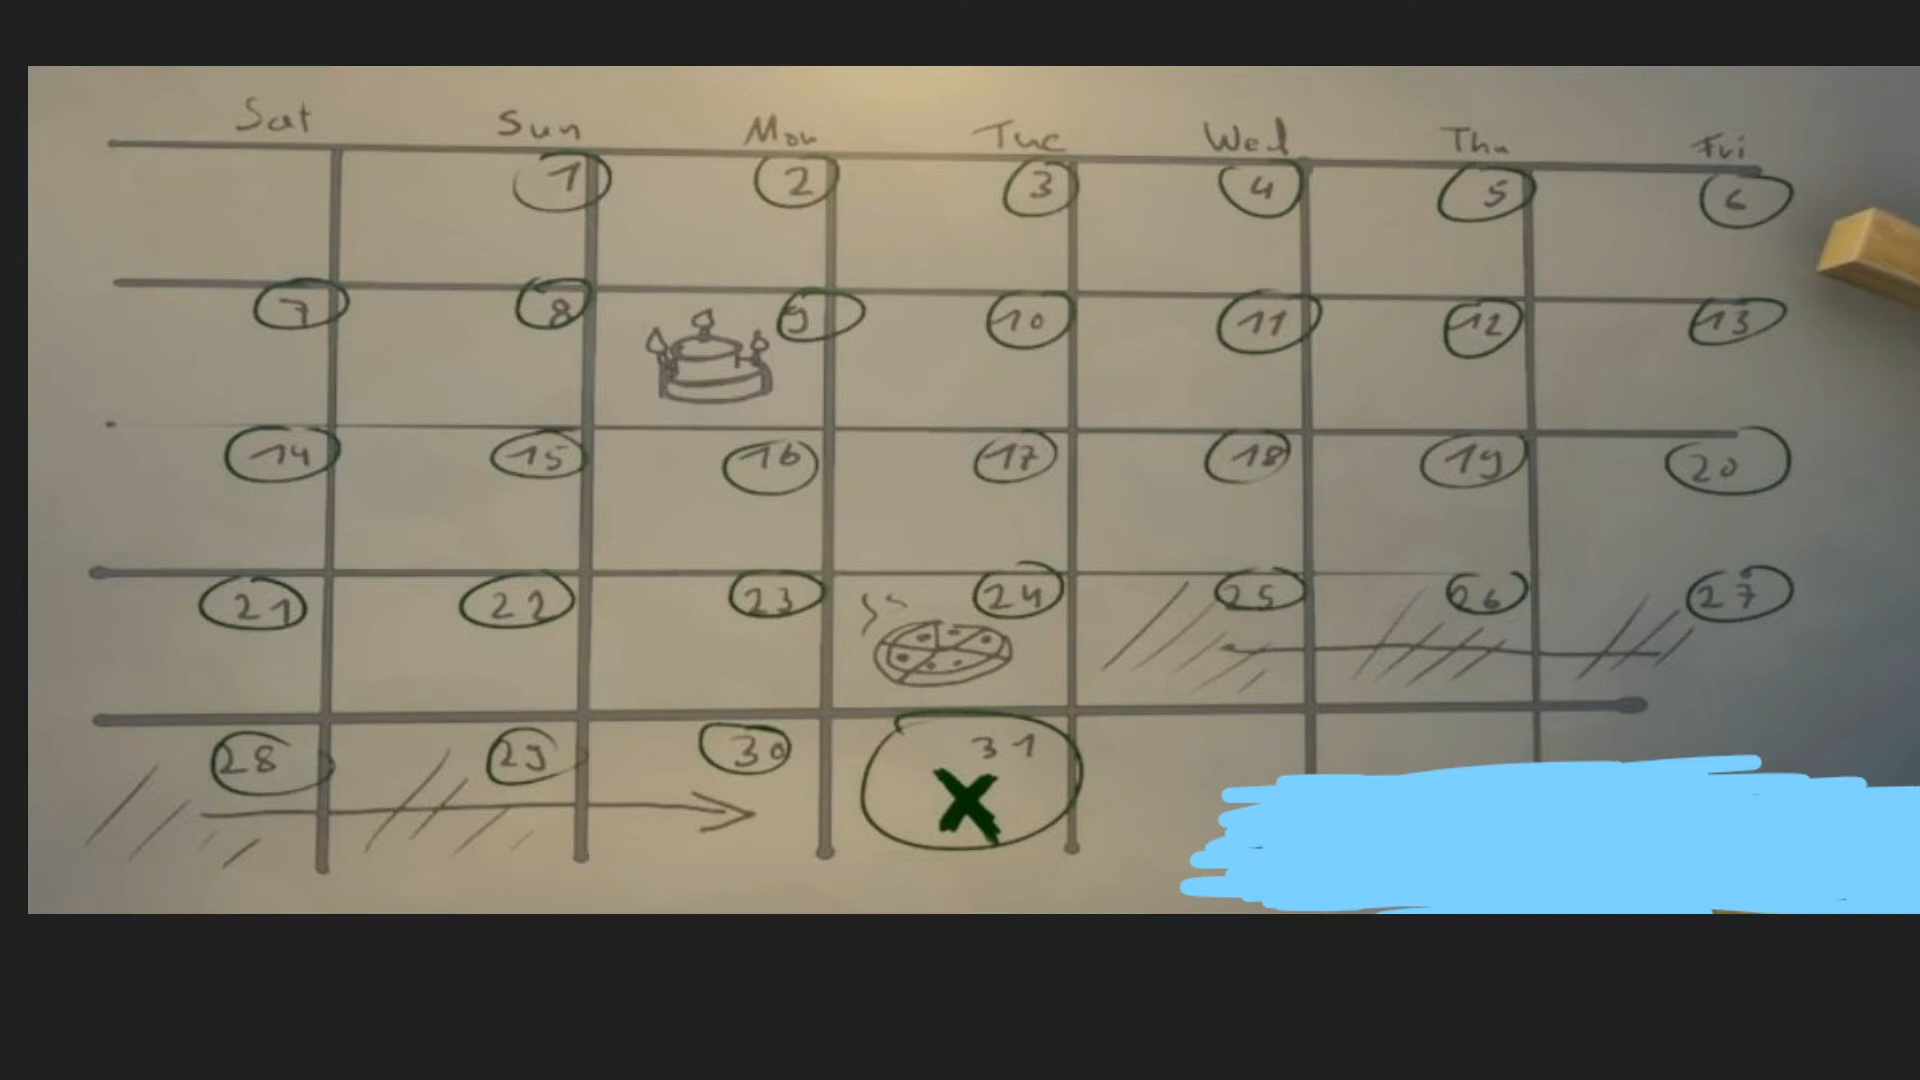 Sat Sun Mon Tue Wed Thu Fri
1 2 3 4 5 6
7 8 9 10 11 12 13
14 15 16 17 18 19 20
21 22 23 24 25 26 27
28 29 30 31
X